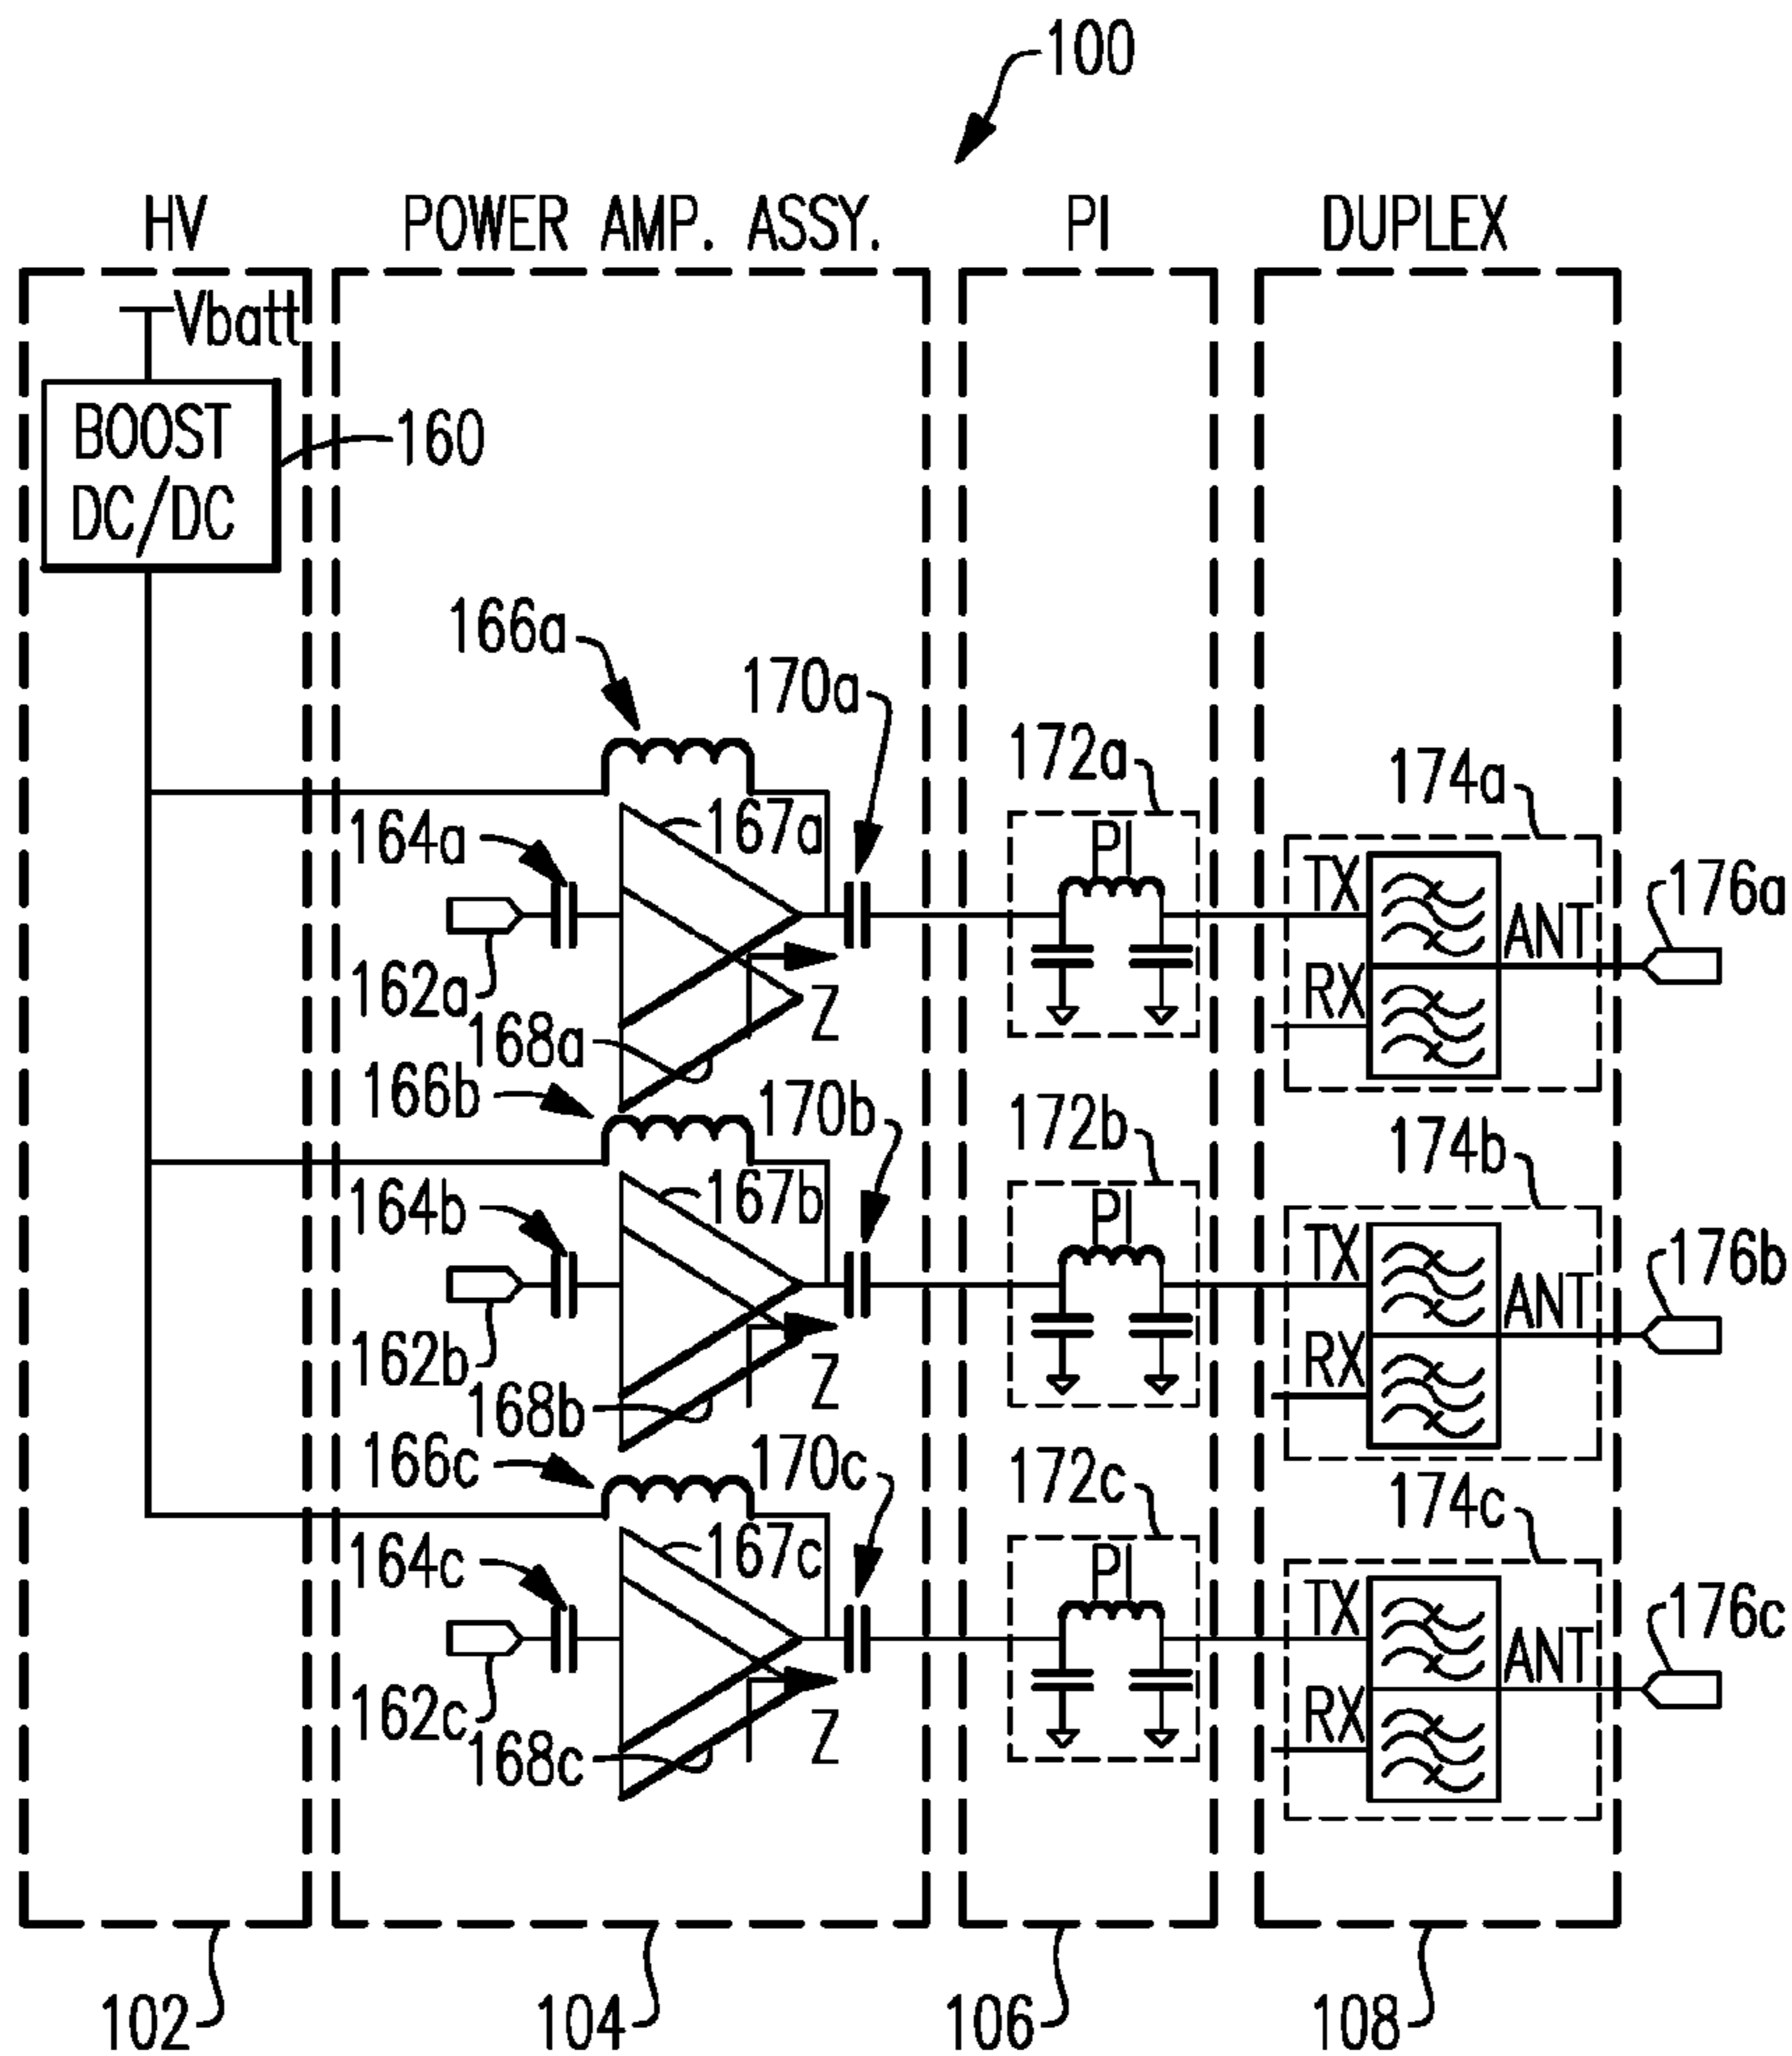 100
HV
POWER AMP. ASSY.
PI
DUPLEX
Vbatt
BOOST
DC/DC
160
166a
170a
172a
174a
164a
167a
PI
TX
RX
ANT
176a
162a
168a
Z
166b
170b
172b
174b
164b
167b
PI
TX
RX
ANT
176b
162b
168b
Z
166c
170c
172c
174c
164c
167c
PI
TX
RX
ANT
176c
162c
168c
Z
102
104
106
108